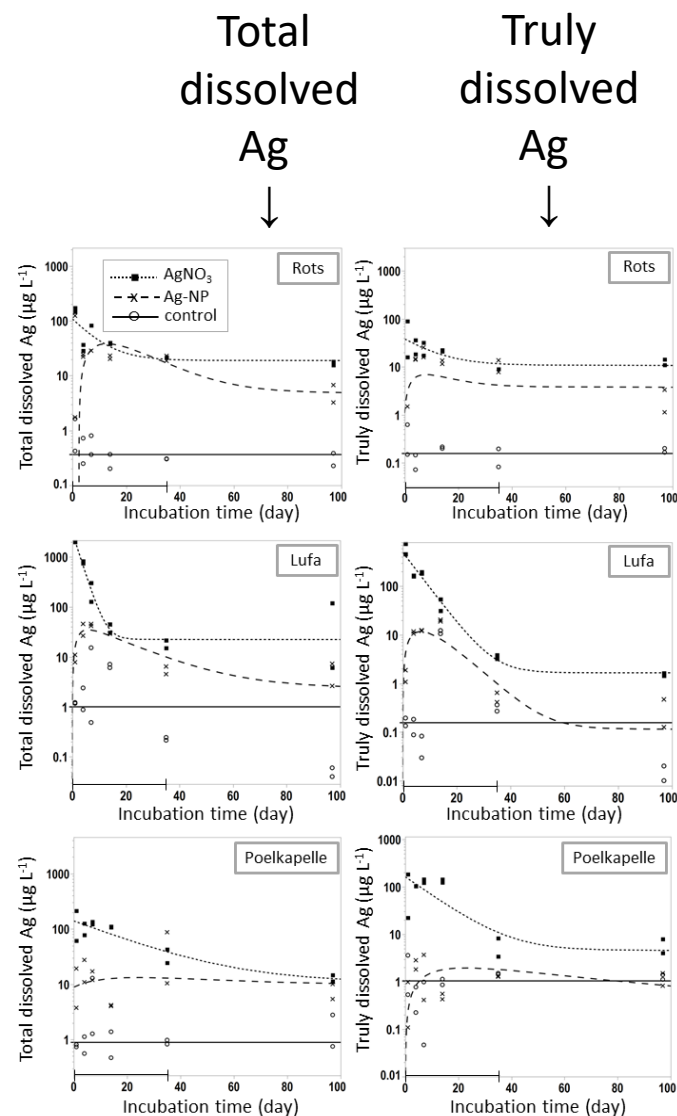 Total
dissolved
Ag
↓
Truly
dissolved
Ag
↓
Total dissolved Ag (µg L⁻¹)
1000
100
10
1
0.1
AgNO₃
Ag-NP
control
Rots
0 20 40 60 80 100
Incubation time (day)
Truly dissolved Ag (µg L⁻¹)
1000
100
10
1
0.1
Rots
0 20 40 60 80 100
Incubation time (day)
Total dissolved Ag (µg L⁻¹)
1000
100
10
1
0.1
Lufa
0 20 40 60 80 100
Incubation time (day)
Truly dissolved Ag (µg L⁻¹)
100
10
1
0.1
0.01
Lufa
0 20 40 60 80 100
Incubation time (day)
Total dissolved Ag (µg L⁻¹)
1000
100
10
1
Poelkapelle
0 20 40 60 80 100
Incubation time (day)
Truly dissolved Ag (µg L⁻¹)
1000
100
10
1
0.1
0.01
Poelkapelle
0 20 40 60 80 100
Incubation time (day)